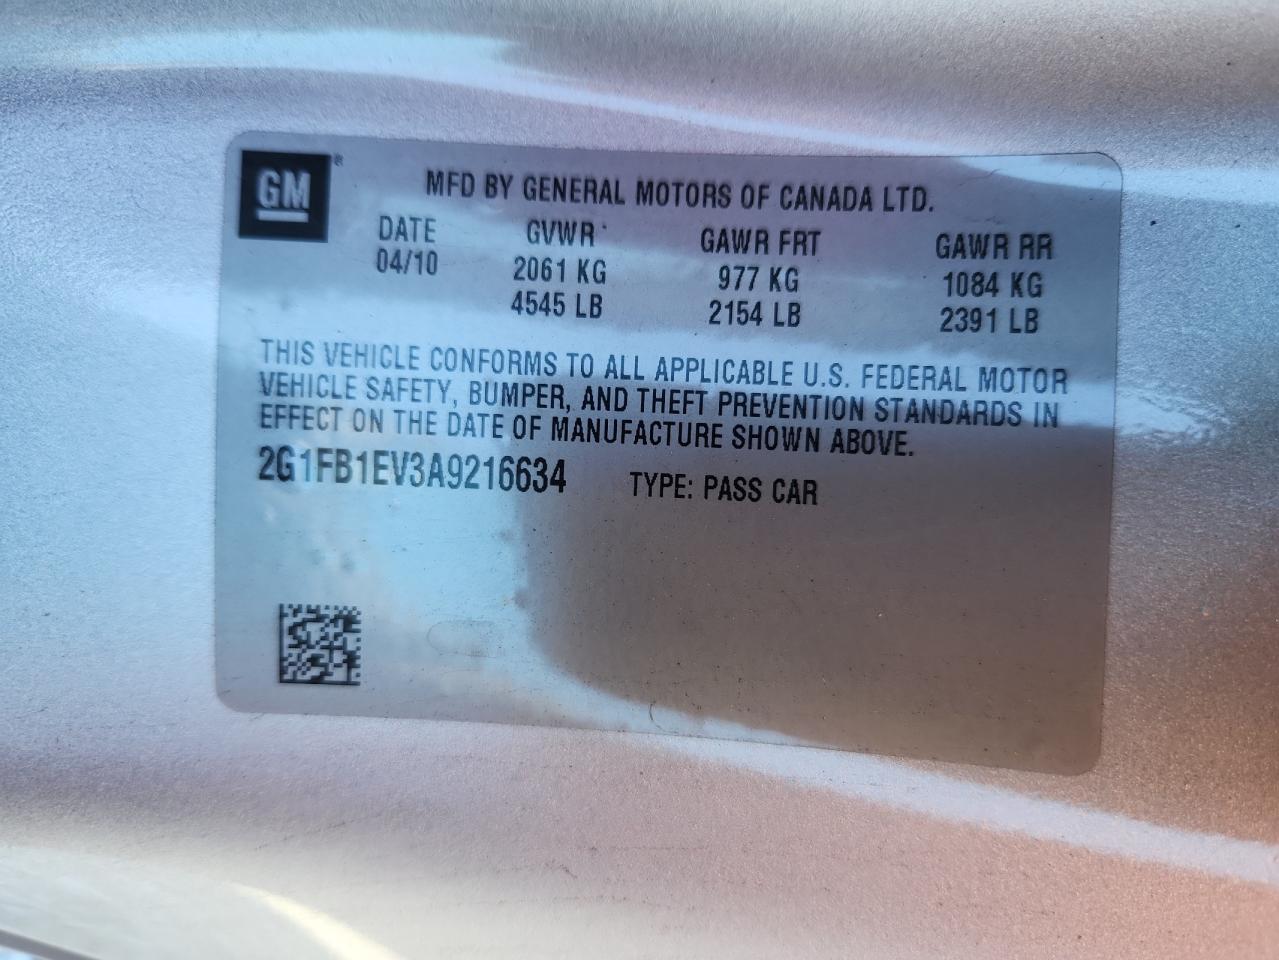 GM®
MFD BY GENERAL MOTORS OF CANADA LTD.
DATE GVWR GAWR FRT GAWR RR
04/10 2061 KG 977 KG 1084 KG
4545 LB 2154 LB 2391 LB
THIS VEHICLE CONFORMS TO ALL APPLICABLE U.S. FEDERAL MOTOR
VEHICLE SAFETY, BUMPER, AND THEFT PREVENTION STANDARDS IN
EFFECT ON THE DATE OF MANUFACTURE SHOWN ABOVE.
2G1FB1EV3A9216634 TYPE: PASS CAR